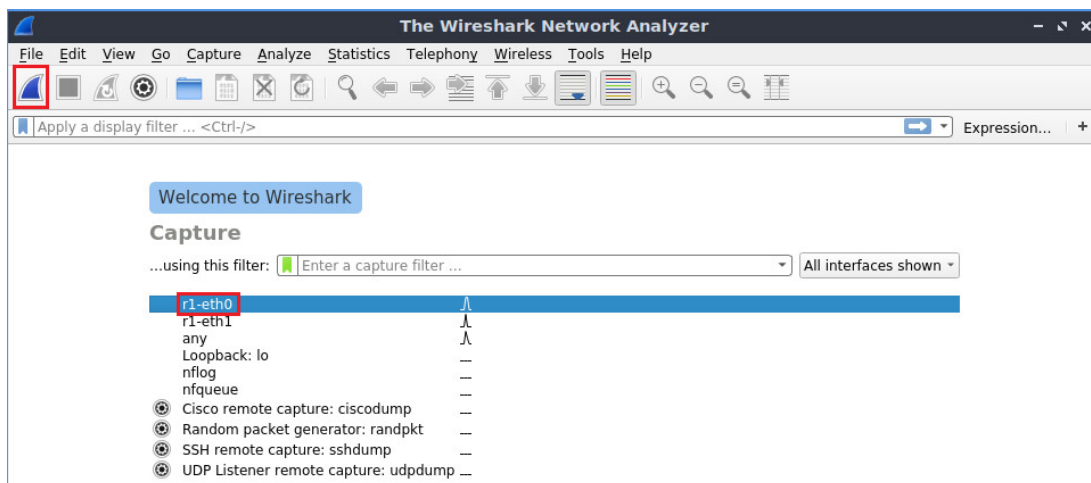 The Wireshark Network Analyzer
File Edit View Go Capture Analyze Statistics Telephony Wireless Tools Help
Apply a display filter ... <Ctrl-/> Expression... +
Welcome to Wireshark
Capture
...using this filter: Enter a capture filter ... All interfaces shown
r1-eth0
r1-eth1
any
Loopback: lo
nflog
nfqueue
Cisco remote capture: ciscodump
Random packet generator: randpkt
SSH remote capture: sshdump
UDP Listener remote capture: udpdump